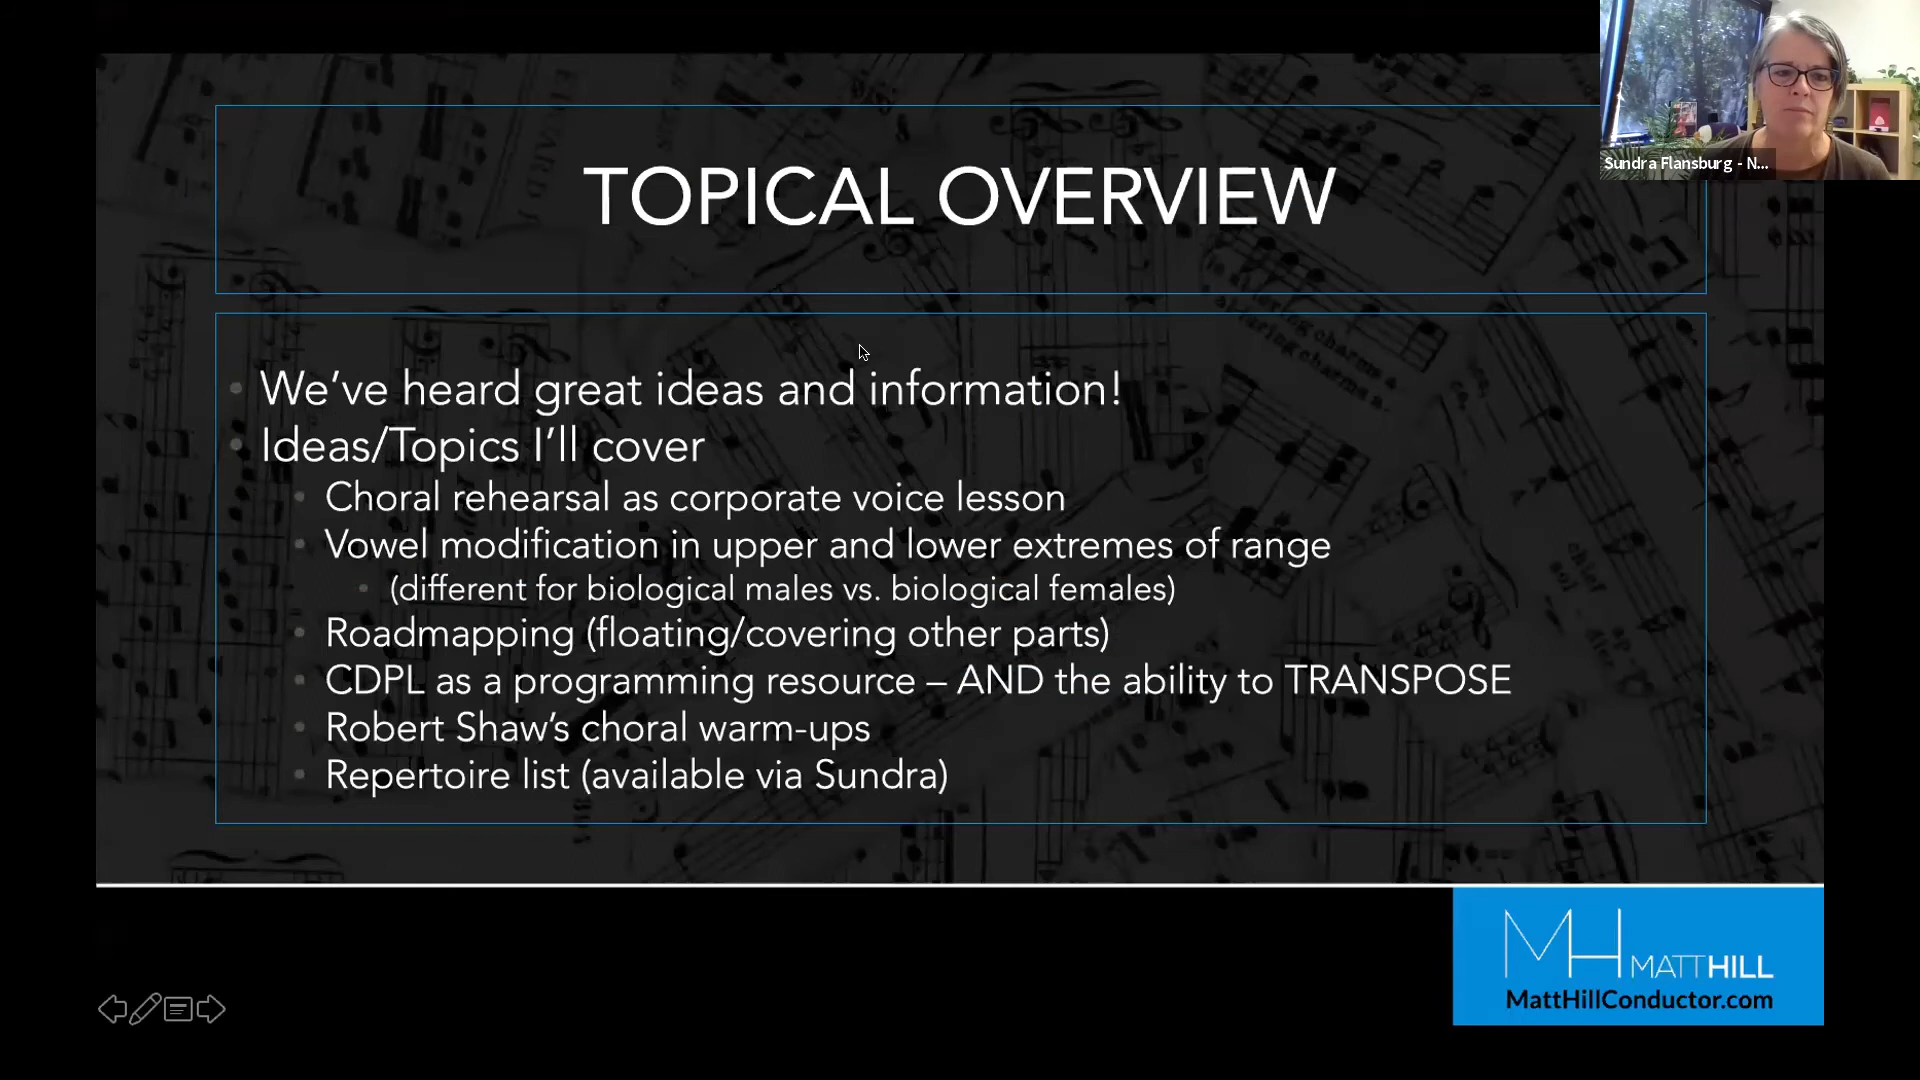 Sundra Flansburg - N...
TOPICAL OVERVIEW
We've heard great ideas and information!
Ideas/Topics I'll cover
Choral rehearsal as corporate voice lesson
Vowel modification in upper and lower extremes of range
(different for biological males vs. biological females)
Roadmapping (floating/covering other parts)
CDPL as a programming resource – AND the ability to TRANSPOSE
Robert Shaw's choral warm-ups
Repertoire list (available via Sundra)
MH MATTHILL
MattHillConductor.com